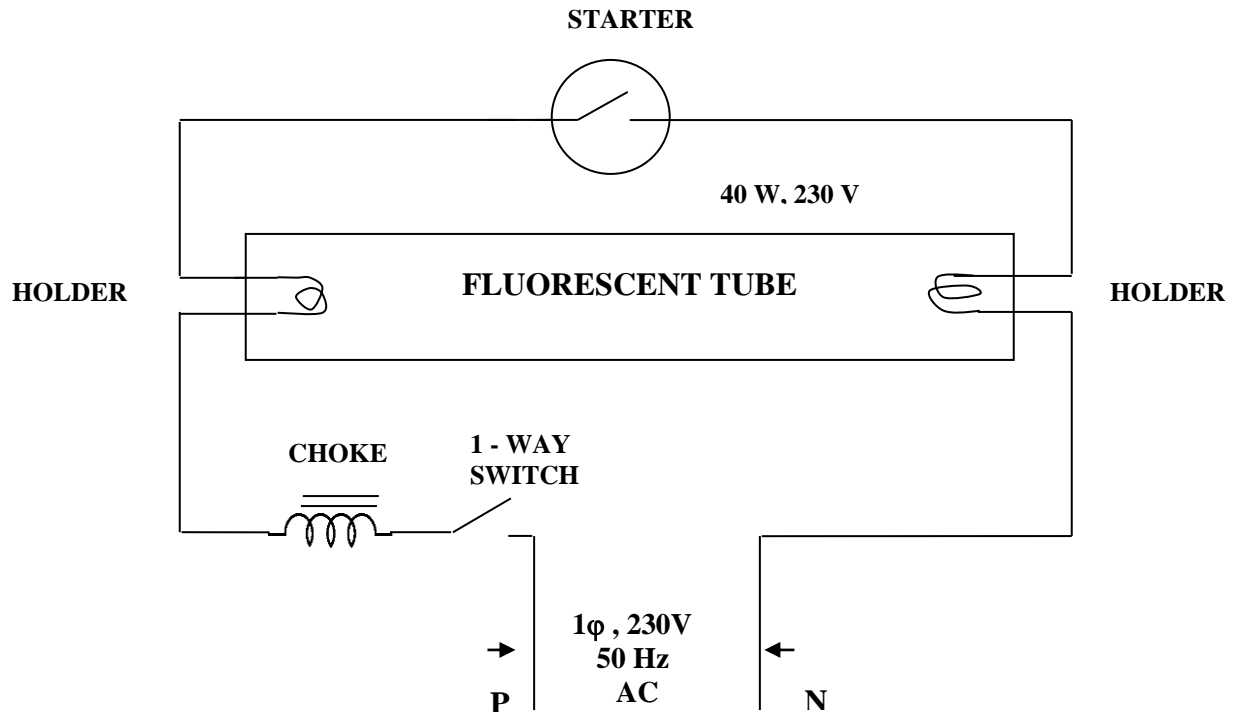 STARTER
40 W, 230 V
HOLDER
FLUORESCENT TUBE
HOLDER
CHOKE
1 - WAY
SWITCH
1φ , 230V
50 Hz
AC
P
N